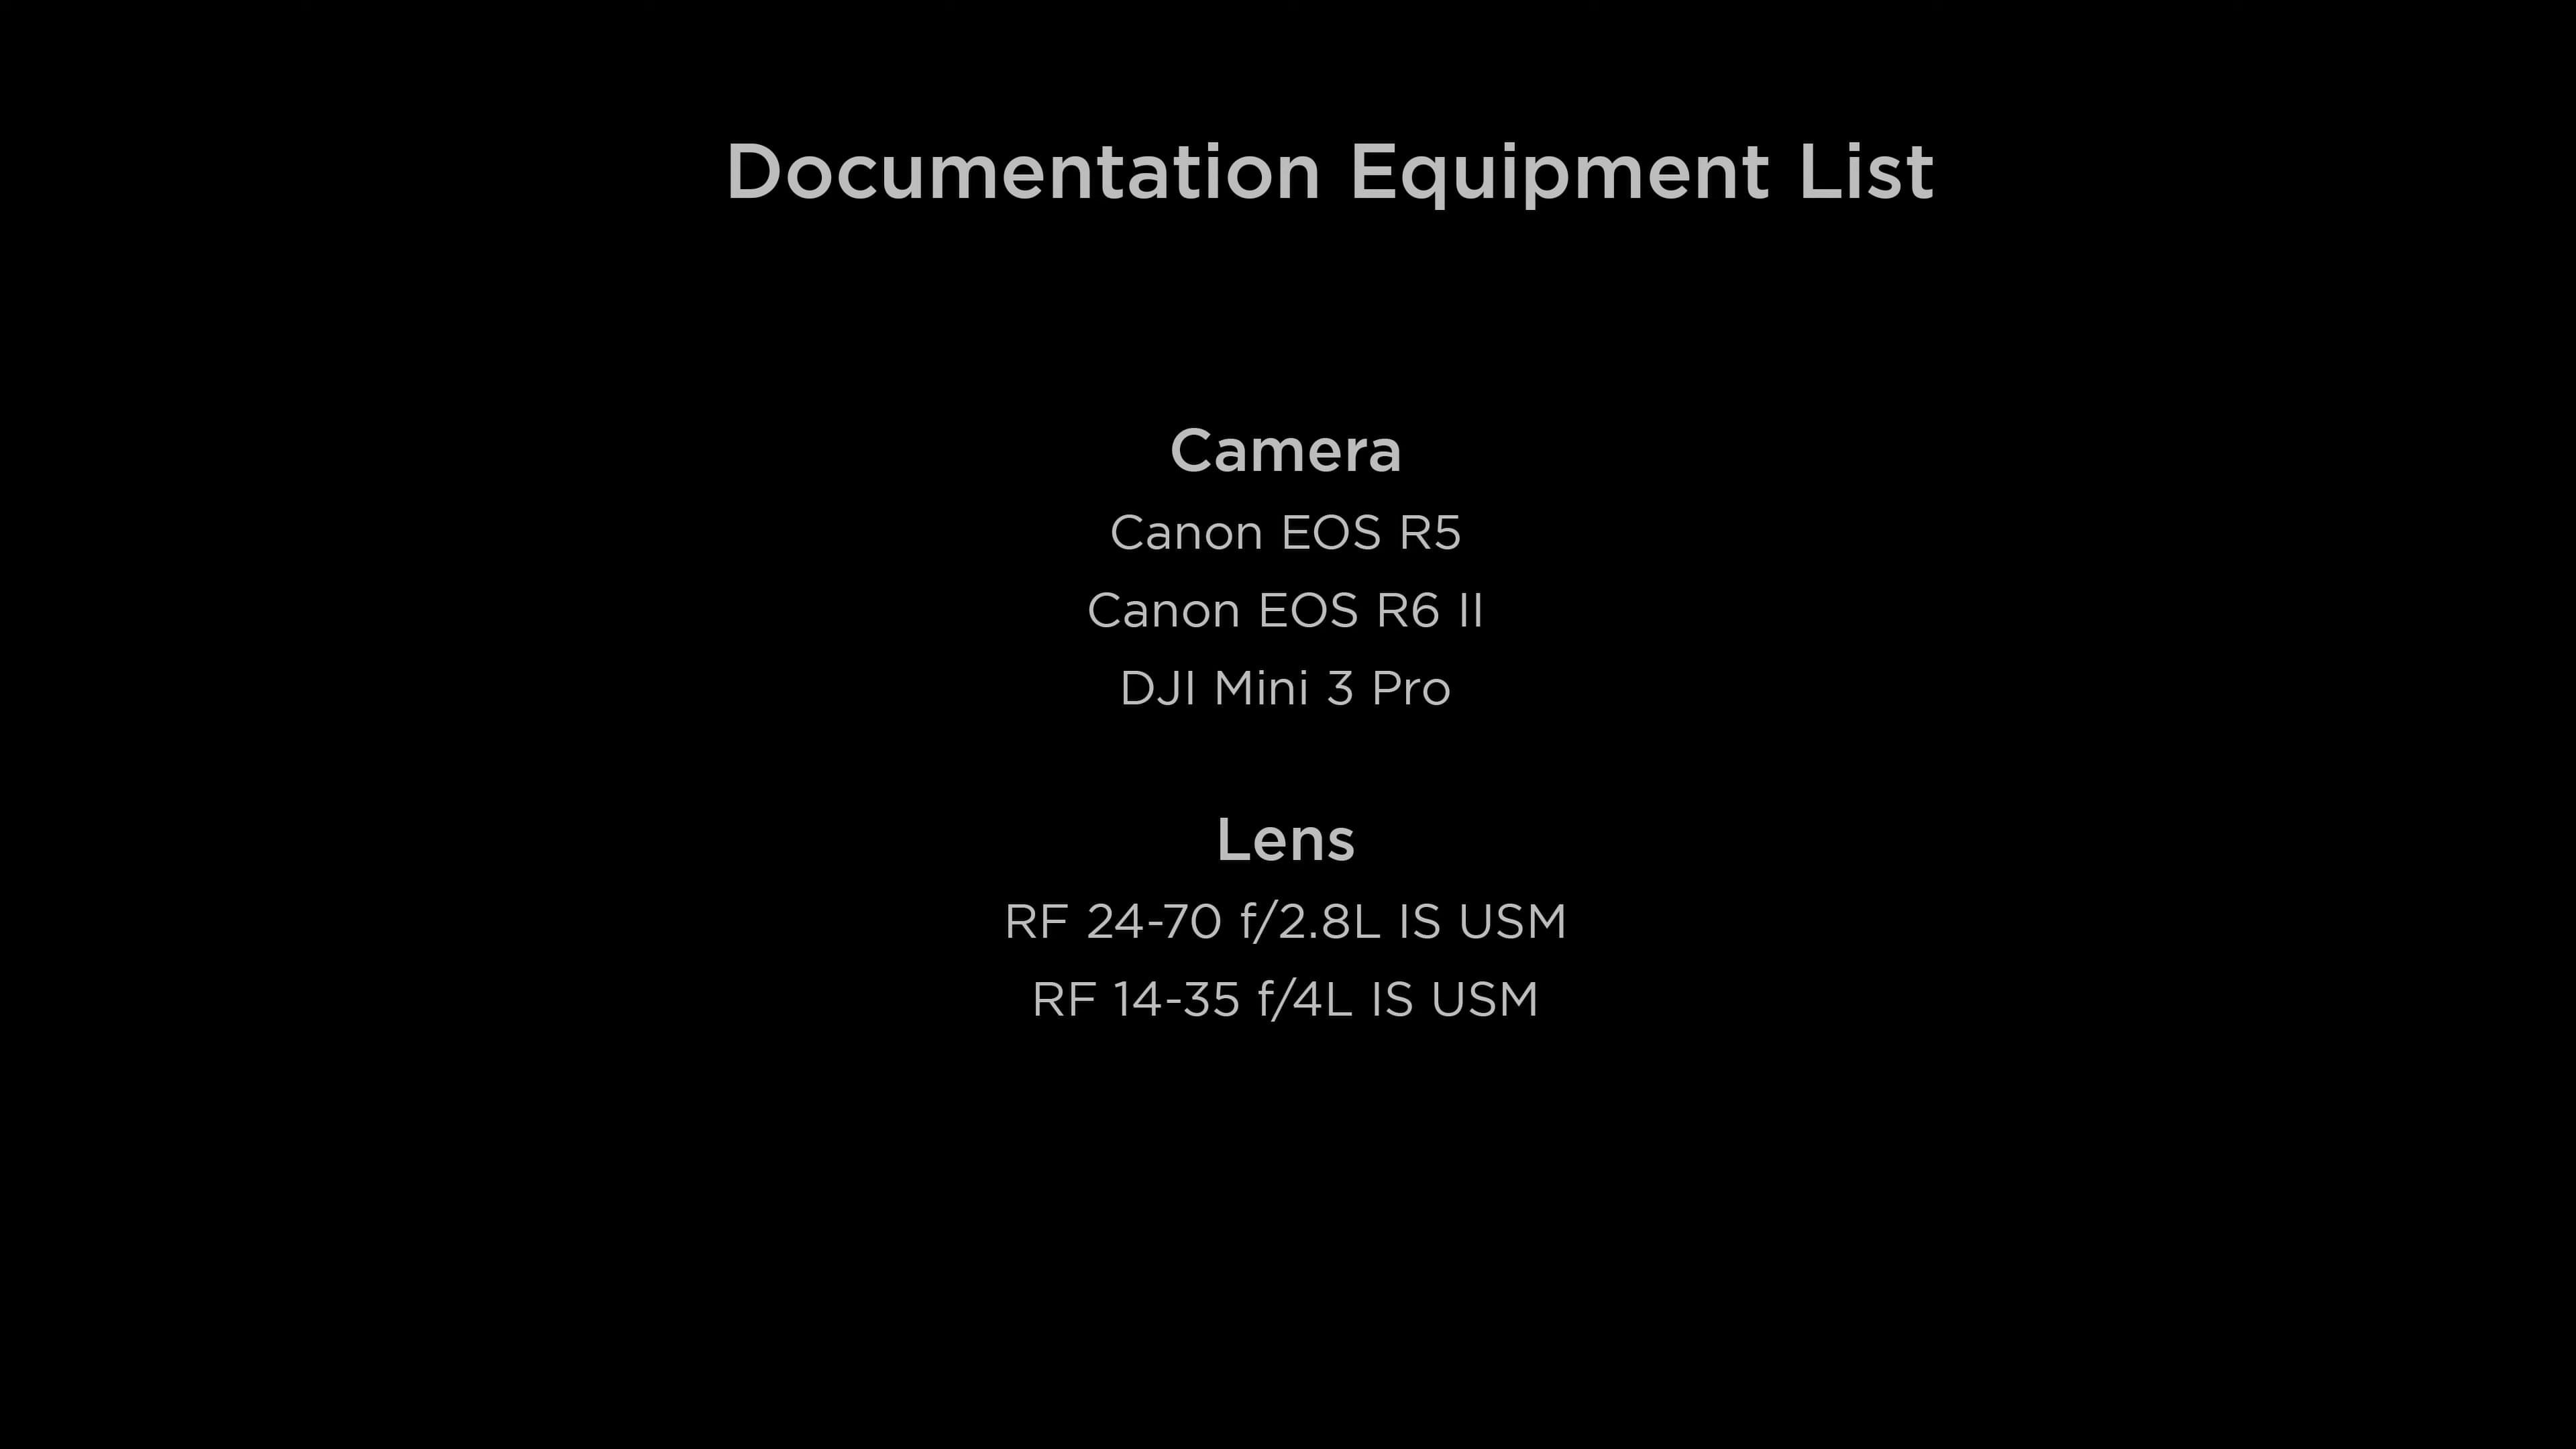 Documentation Equipment List
Camera
Canon EOS R5
Canon EOS R6 II
DJI Mini 3 Pro
Lens
RF 24-70 f/2.8L IS USM
RF 14-35 f/4L IS USM